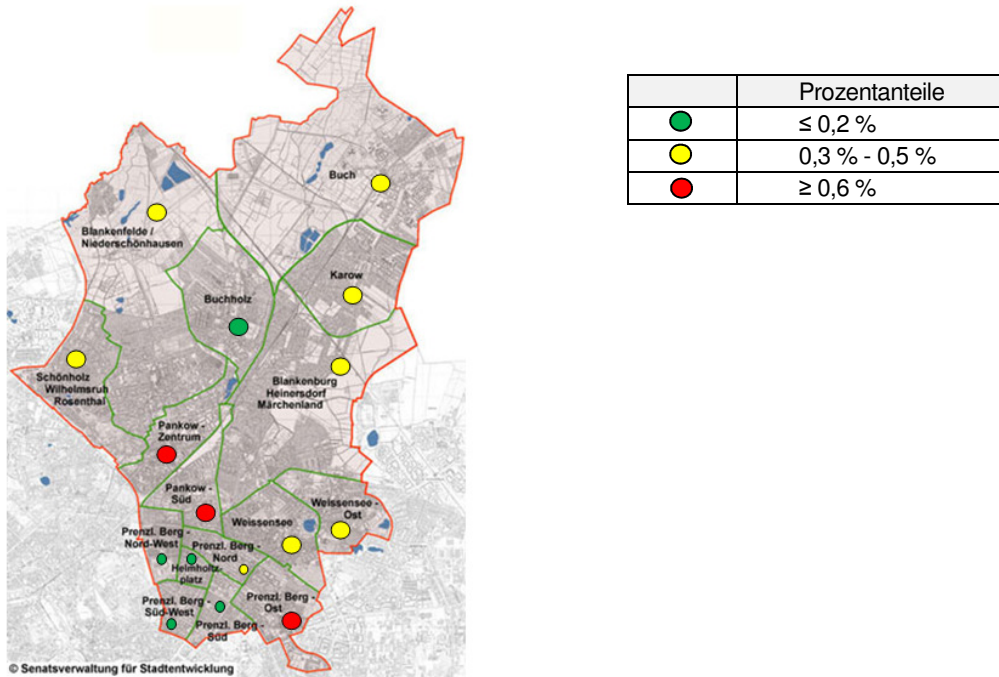 Prozentanteile
≤ 0,2 %
0,3 % - 0,5 %
≥ 0,6 %
Buch
Blankenfelde /
Niederschönhausen
Karow
Buchholz
Schönholz
Wilhelmsruh
Rosenthal
Blankenburg
Heinersdorf
Märchenland
Pankow -
Zentrum
Pankow -
Süd
Weissensee -
Ost
Weissensee
Prenzl. Berg -
Nord-West
Prenzl. Berg -
Nord
Helmholtz-
platz
Prenzl. Berg -
Ost
Prenzl. Berg -
Süd-West
Prenzl. Berg -
Süd
© Senatsverwaltung für Stadtentwicklung